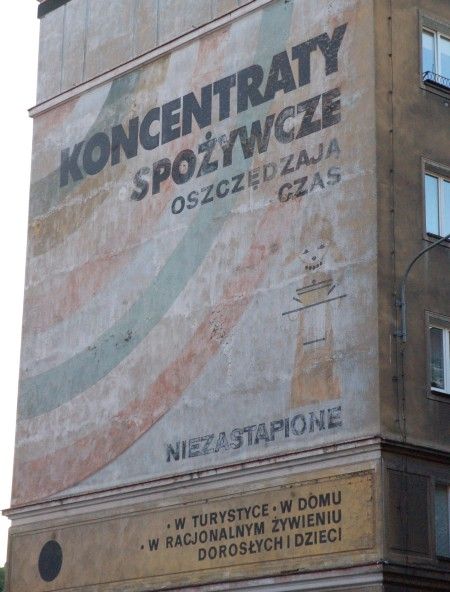 KONCENTRATY
SPOŻYWCZE
OSZCZĘDZAJĄ
CZAS
NIEZASTĄPIONE
• W TURYSTYCE • W DOMU
• W RACJONALNYM ŻYWIENIU
DOROSŁYCH I DZIECI